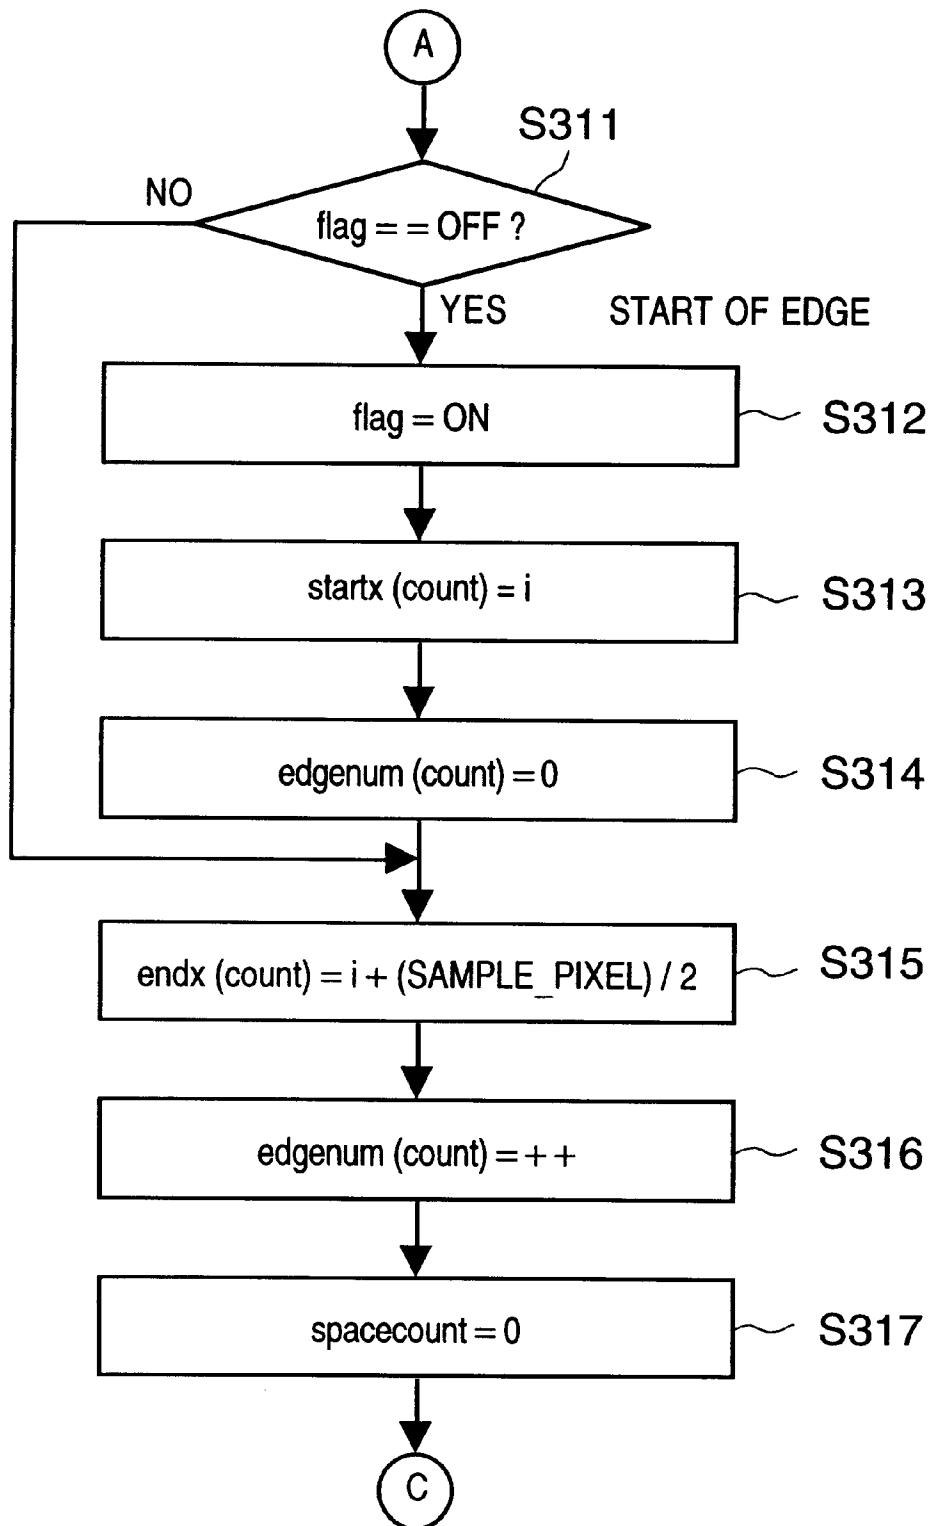 A
S311
NO
flag = = OFF ?
YES
START OF EDGE
flag = ON
S312
startx (count) = i
S313
edgenum (count) = 0
S314
endx (count) = i + (SAMPLE_PIXEL) / 2
S315
edgenum (count) = + +
S316
spacecount = 0
S317
C